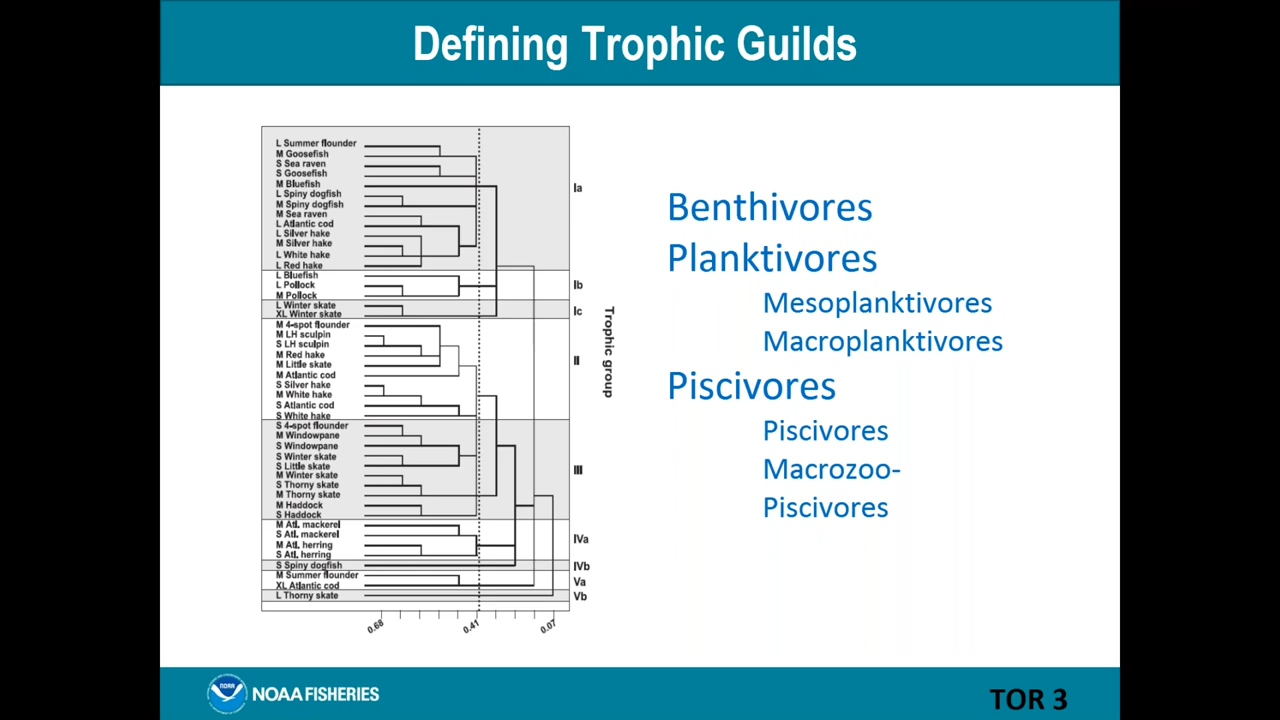 Defining Trophic Guilds
L Summer flounder
M Goosefish
S Sea raven
S Goosefish
M Bluefish
L Spiny dogfish
M Spiny dogfish
M Sea raven
L Atlantic cod
L Silver hake
M Silver hake
L White hake
L Red hake
Ia
L Bluefish
L Pollock
M Pollock
Ib
L Winter skate
XL Winter skate
Ic
M 4-spot flounder
M LH sculpin
S LH sculpin
M Red hake
M Little skate
M Atlantic cod
S Silver hake
M White hake
S Atlantic cod
S White hake
II
S 4-spot flounder
M Windowpane
S Windowpane
S Winter skate
S Little skate
M Winter skate
S Thorny skate
M Thorny skate
M Haddock
S Haddock
III
M Atl. mackerel
S Atl. mackerel
M Atl. herring
S Atl. herring
IVa
S Spiny dogfish
IVb
M Summer flounder
XL Atlantic cod
Va
L Thorny skate
Vb
0.68
0.41
0.07
Trophic group
Benthivores
Planktivores
Mesoplanktivores
Macroplanktivores
Piscivores
Piscivores
Macrozoo-
Piscivores
NOAA
NOAA FISHERIES
TOR 3